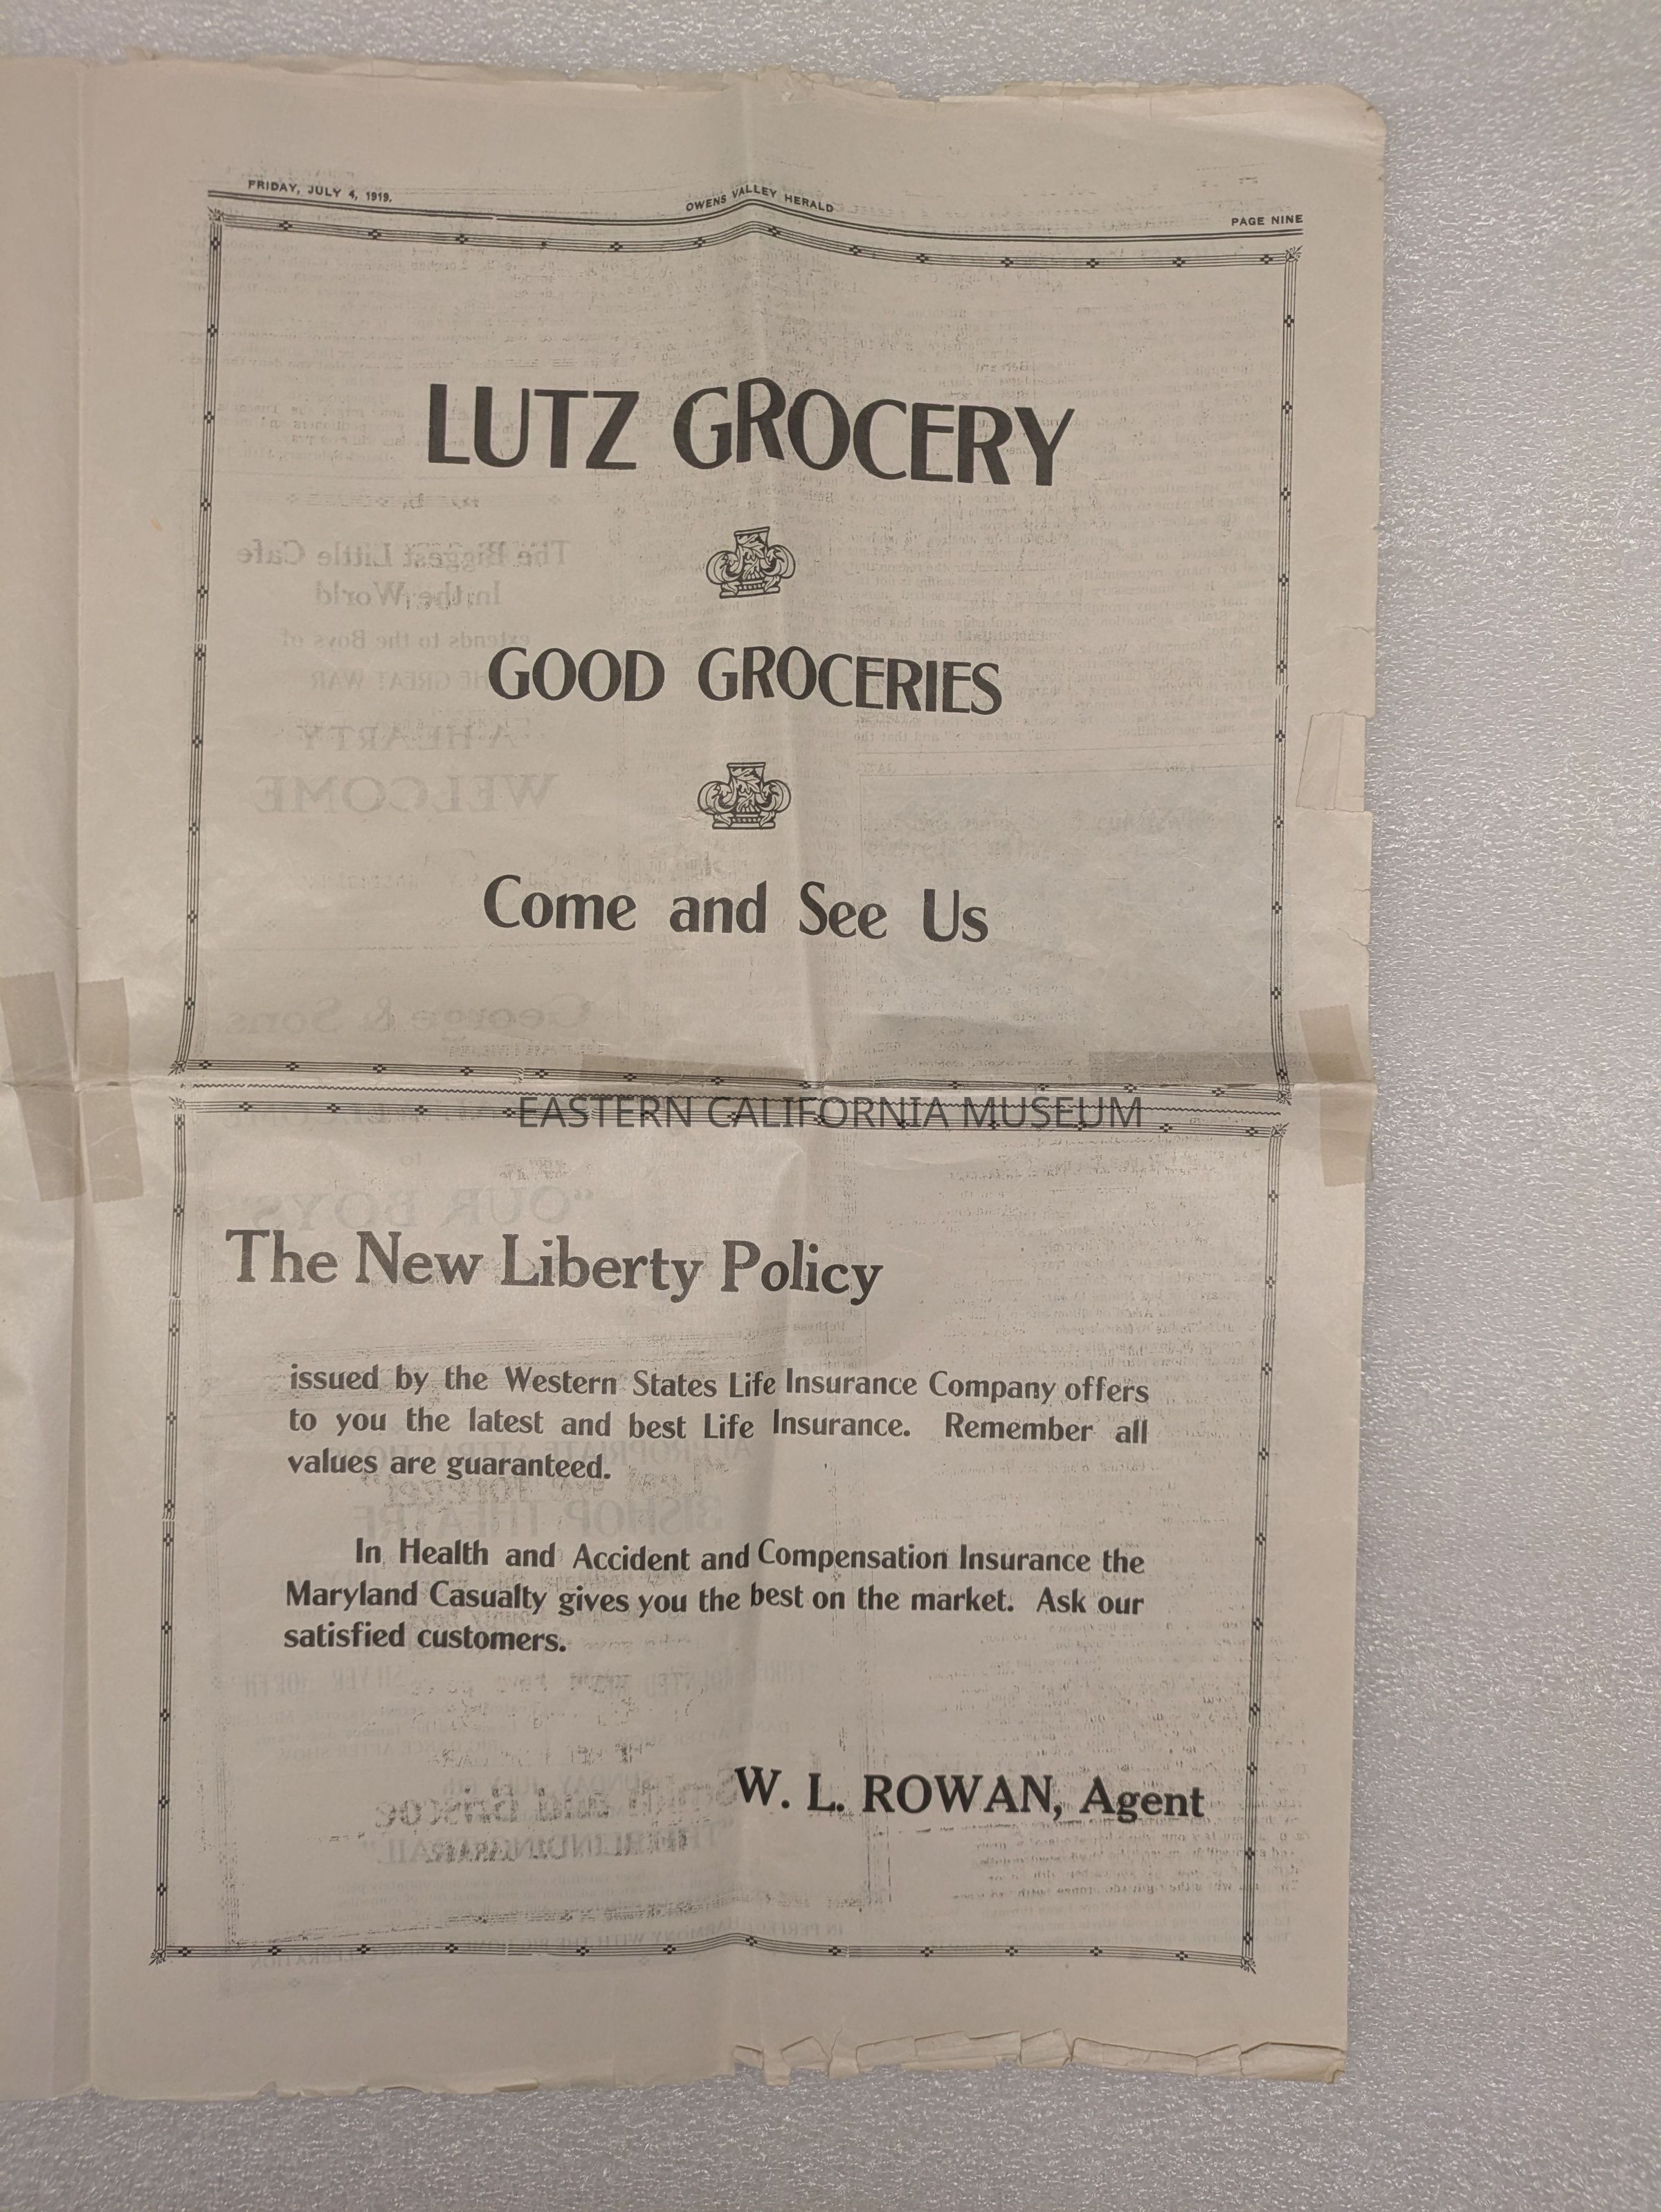 FRIDAY, JULY 4, 1919.
OWENS VALLEY HERALD
PAGE NINE
LUTZ GROCERY
GOOD GROCERIES
Come and See Us
EASTERN CALIFORNIA MUSEUM
The New Liberty Policy
issued by the Western States Life Insurance Company offers
to you the latest and best Life Insurance. Remember all
values are guaranteed.
In Health and Accident and Compensation Insurance the
Maryland Casualty gives you the best on the market. Ask our
satisfied customers.
W. L. ROWAN, Agent